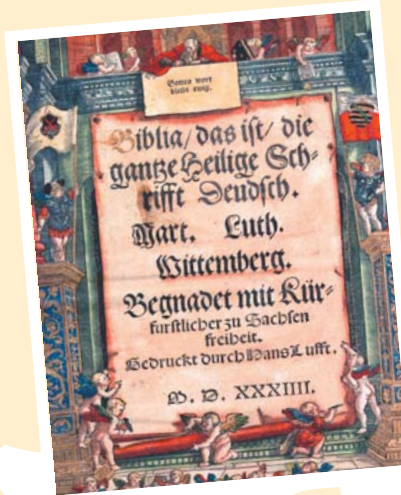 Gottes wort
bleibt ewig.
Biblia/ das ist/ die
gantze Heilige Sch⸗
rifft Deudsch.
Mart. Luth.
Wittemberg.
Begnadet mit Kür⸗
furstlicher zu Sachsen
freiheit.
Gedruckt durch Hans Lufft.
M. D. XXXIIII.